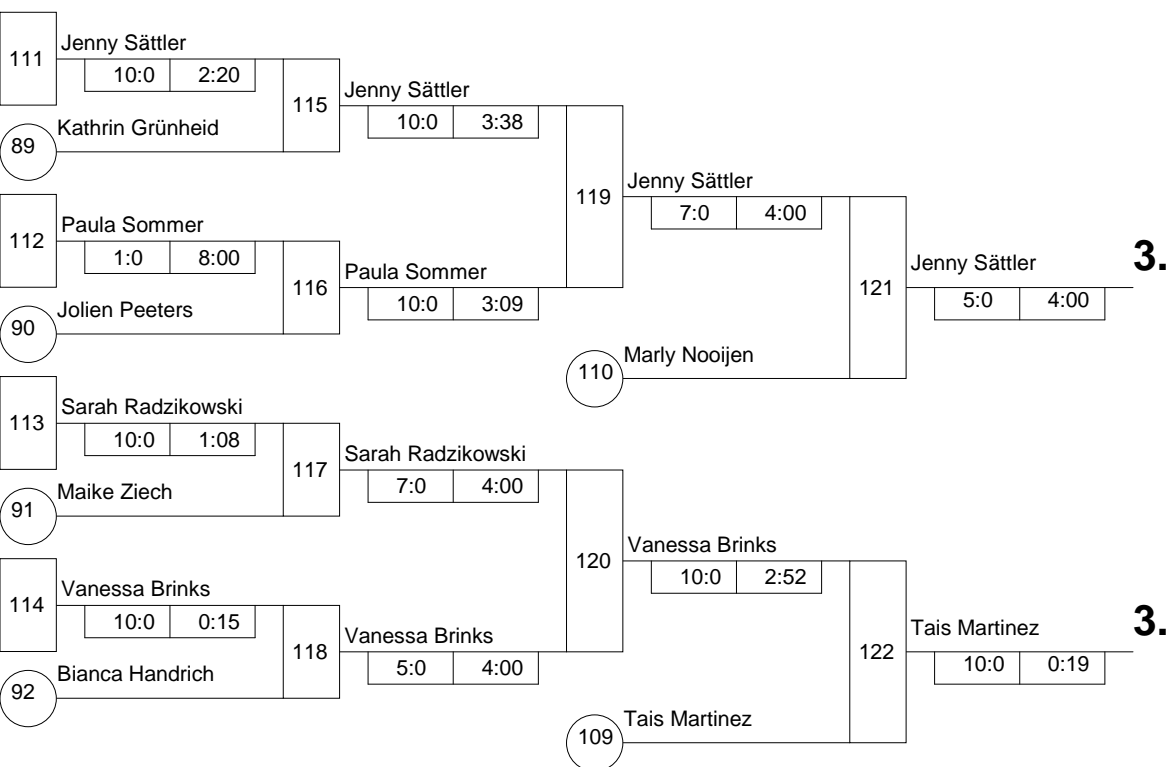 Jenny Sättler
111
10:0 2:20
Jenny Sättler
115
10:0 3:38
Kathrin Grünheid
89
Jenny Sättler
119
7:0 4:00
Paula Sommer
112
1:0 8:00
Jenny Sättler
3.
Paula Sommer
116
10:0 3:09
121
5:0 4:00
Jolien Peeters
90
Marly Nooijen
110
Sarah Radzikowski
113
10:0 1:08
Sarah Radzikowski
117
7:0 4:00
Maike Ziech
91
Vanessa Brinks
120
10:0 2:52
Vanessa Brinks
114
10:0 0:15
Tais Martinez
3.
Vanessa Brinks
118
5:0 4:00
122
10:0 0:19
Bianca Handrich
92
Tais Martinez
109